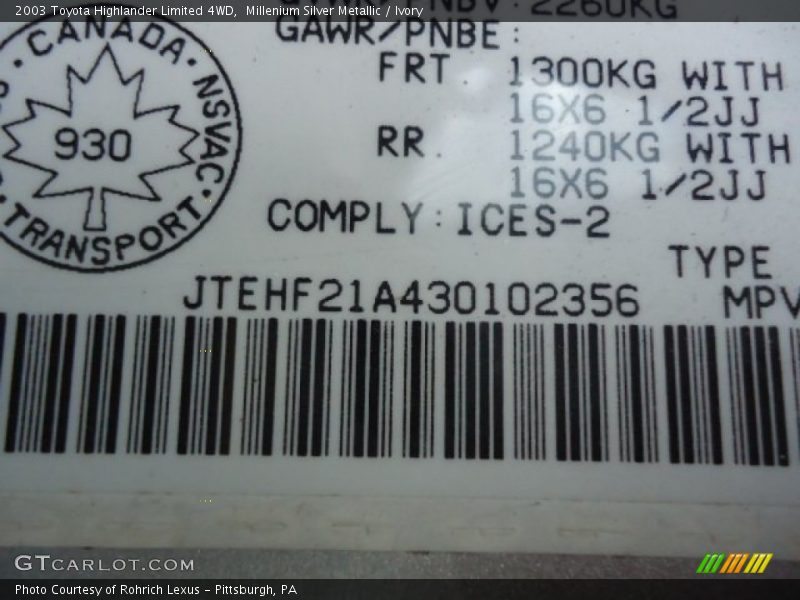 2003 Toyota Highlander Limited 4WD, Millenium Silver Metallic / Ivory
2260KG
GAWR/PNBE:
FRT. 1300KG WITH
16X6 1/2JJ
RR. 1240KG WITH
16X6 1/2JJ
COMPLY:ICES-2
TYPE
JTEHF21A430102356 MPV
CANADA · NSVAC ·
930
TRANSPORT
GTCARLOT.COM
Photo Courtesy of Rohrich Lexus – Pittsburgh, PA